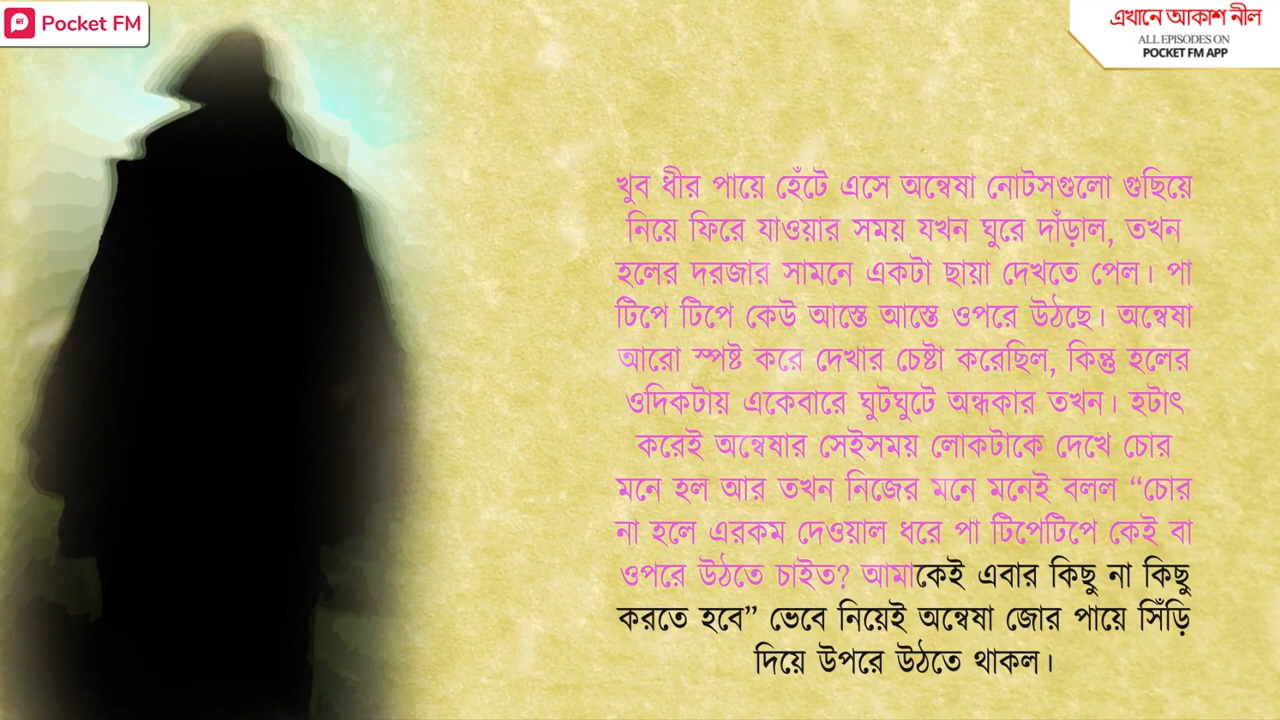 Pocket FM
এখানে আকাশ নীল
ALL EPISODES ON
POCKET FM APP
খুব ধীর পায়ে হেঁটে এসে অন্বেষা নোটসগুলো গুছিয়ে
নিয়ে ফিরে যাওয়ার সময় যখন ঘুরে দাঁড়াল, তখন
হলের দরজার সামনে একটা ছায়া দেখতে পেল। পা
টিপে টিপে কেউ আস্তে আস্তে ওপরে উঠছে। অন্বেষা
আরো স্পষ্ট করে দেখার চেষ্টা করেছিল, কিন্তু হলের
ওদিকটায় একেবারে ঘুটঘুটে অন্ধকার তখন। হটাৎ
করেই অন্বেষার সেইসময় লোকটাকে দেখে চোর
মনে হল আর তখন নিজের মনে মনেই বলল “চোর
না হলে এরকম দেওয়াল ধরে পা টিপেটিপে কেই বা
ওপরে উঠতে চাইত? আমাকেই এবার কিছু না কিছু
করতে হবে” ভেবে নিয়েই অন্বেষা জোর পায়ে সিঁড়ি
দিয়ে উপরে উঠতে থাকল।